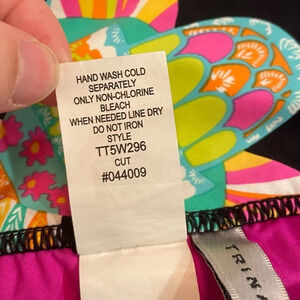 HAND WASH COLD
SEPARATELY
ONLY NON-CHLORINE
BLEACH
WHEN NEEDED LINE DRY
DO NOT IRON
STYLE
TT5W296
CUT
#044009
TRIN